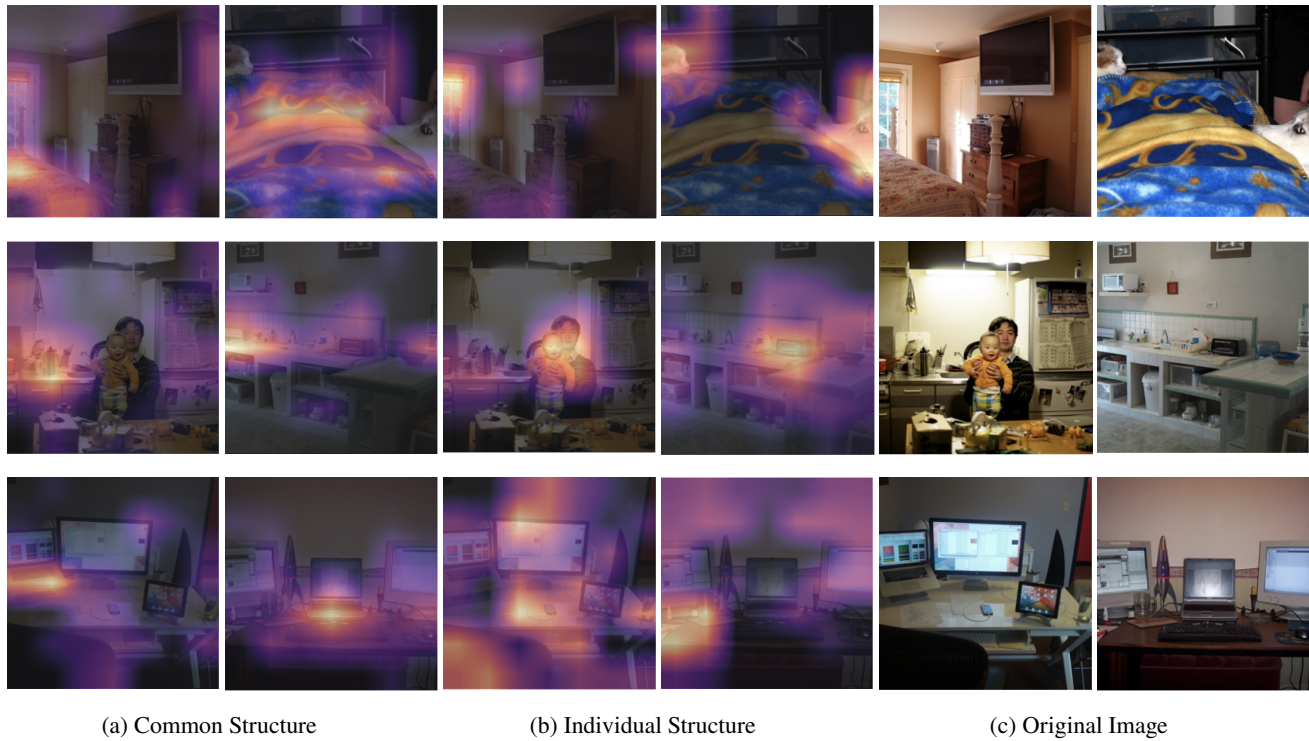 (a) Common Structure
(b) Individual Structure
(c) Original Image